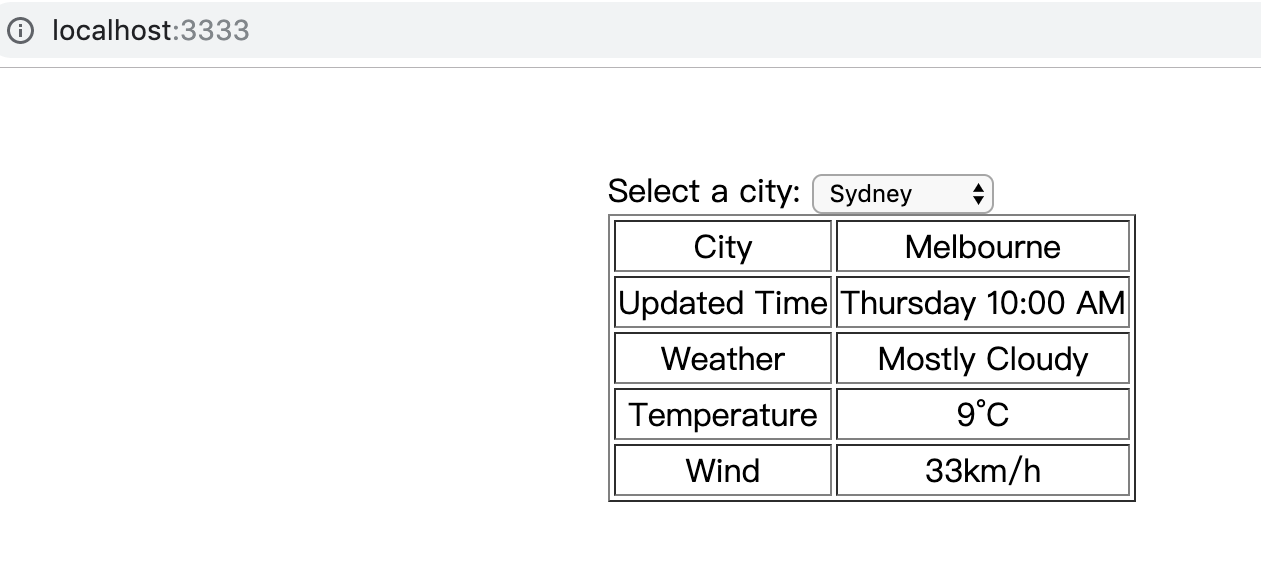 localhost:3333
Select a city: Sydney
City Melbourne
Updated Time Thursday 10:00 AM
Weather Mostly Cloudy
Temperature 9°C
Wind 33km/h